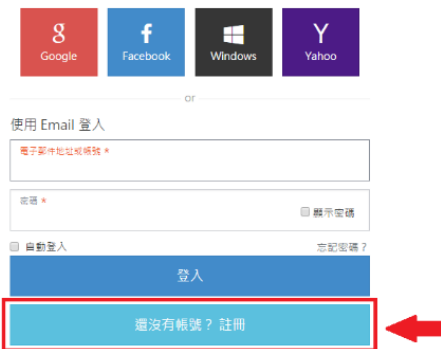 g f Y
Google Facebook Windows Yahoo
or
使用 Email 登入
電子郵件地址或帳號 *
密碼 *
顯示密碼
自動登入 忘記密碼？
登入
還沒有帳號？ 註冊